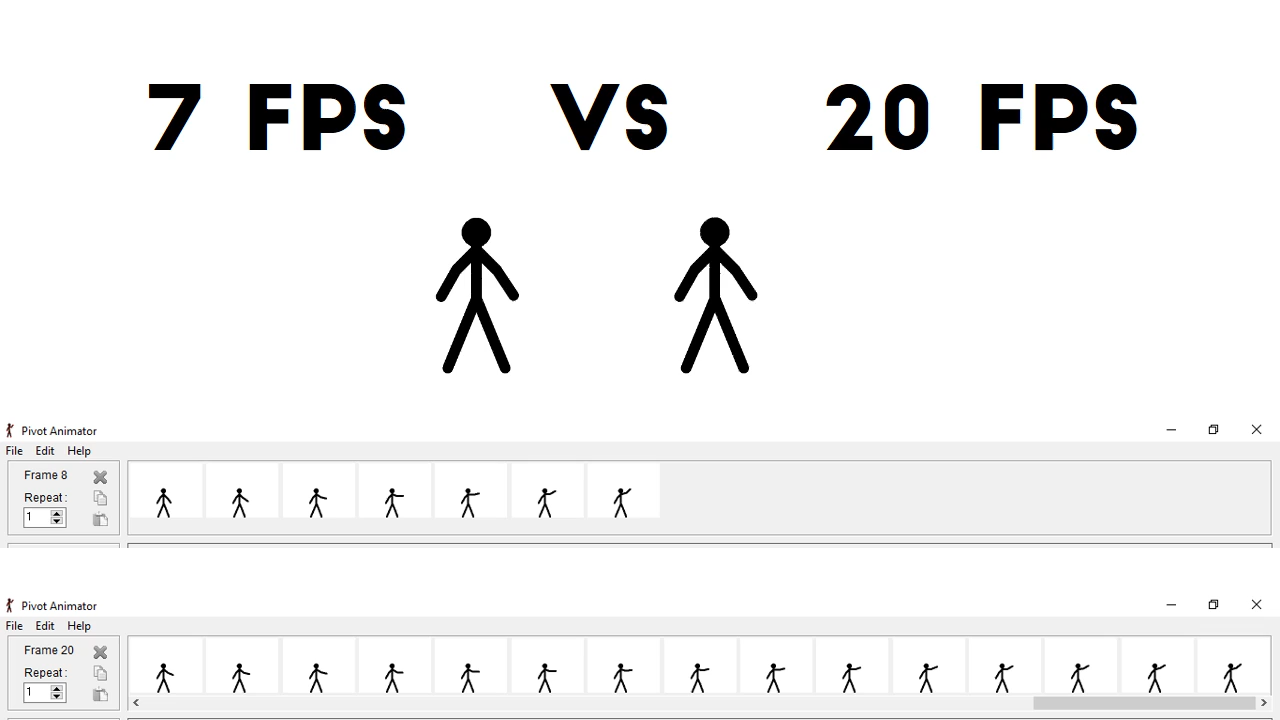 7 FPS VS 20 FPS
Pivot Animator
File Edit Help
Frame 8
Repeat :
1
Pivot Animator
File Edit Help
Frame 20
Repeat :
1